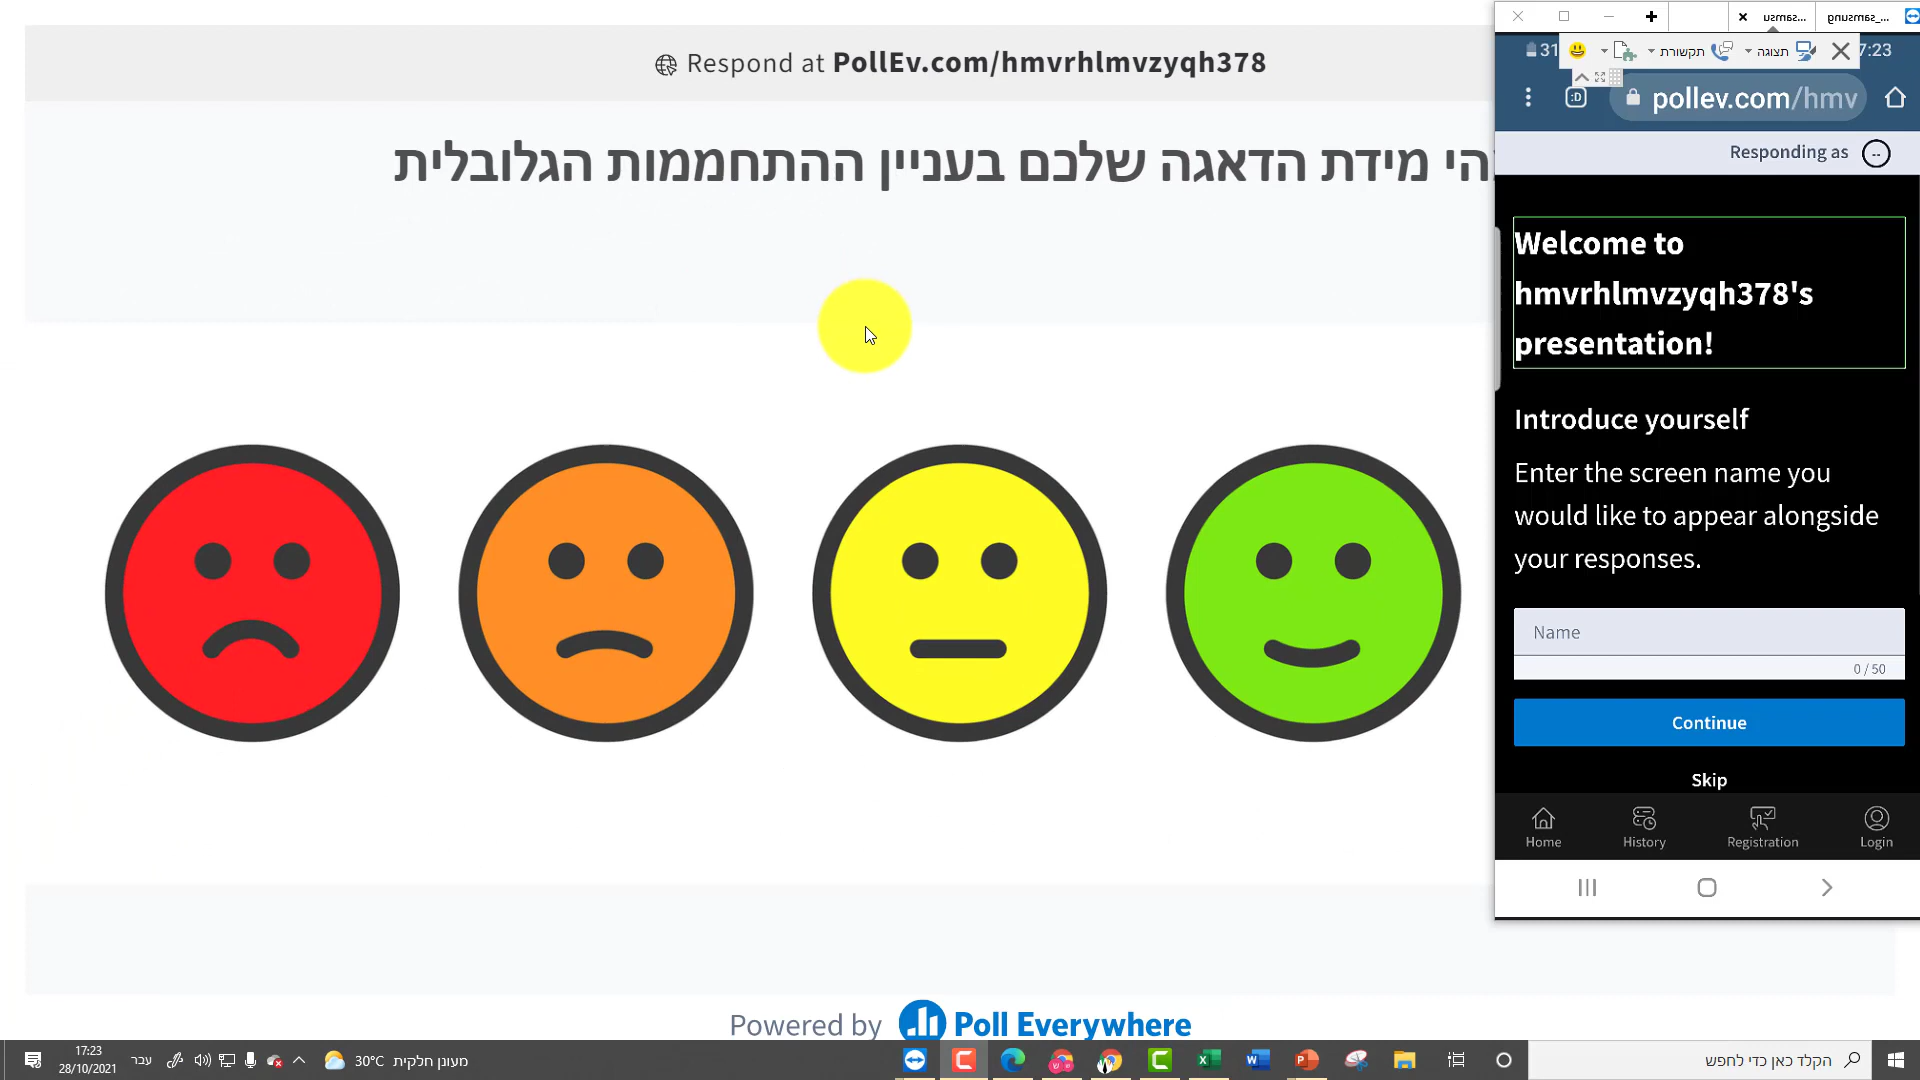 Respond at PollEv.com/hmvrhlmvzyqh378
מידת הדאגה שלכם בעניין ההתחממות הגלובלית
Powered by Poll Everywhere
samsu...
samsung_...
31
תקשורת
תצוגה
7:23
:D
pollev.com/hmv
Responding as --
Welcome to
hmvrhlmvzyqh378's
presentation!
Introduce yourself
Enter the screen name you
would like to appear alongside
your responses.
Name
0 / 50
Continue
Skip
Home
History
Registration
Login
17:23
28/10/2021
עבר
30°C
מעונן חלקית
הקלד כאן כדי לחפש